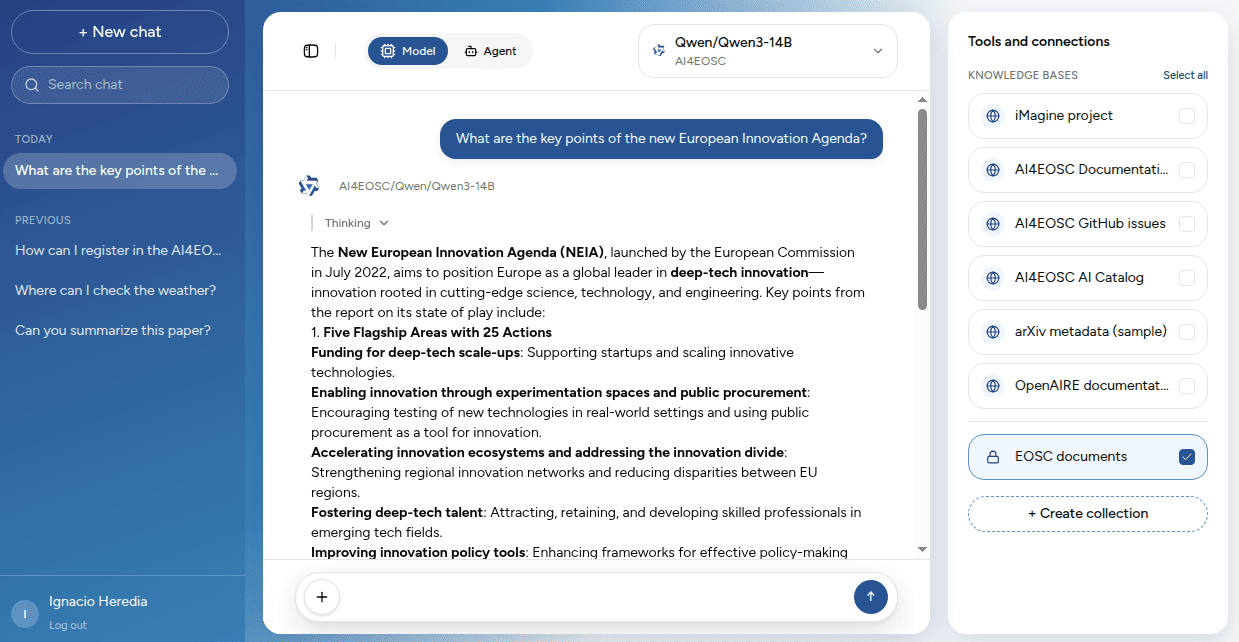 + New chat
Search chat
TODAY
What are the key points of the ...
PREVIOUS
How can I register in the AI4EO...
Where can I check the weather?
Can you summarize this paper?
I
Ignacio Heredia
Log out
Model
Agent
Qwen/Qwen3-14B
AI4EOSC
What are the key points of the new European Innovation Agenda?
AI4EOSC/Qwen/Qwen3-14B
Thinking
The New European Innovation Agenda (NEIA), launched by the European Commission
in July 2022, aims to position Europe as a global leader in deep-tech innovation—
innovation rooted in cutting-edge science, technology, and engineering. Key points from
the report on its state of play include:
1. Five Flagship Areas with 25 Actions
Funding for deep-tech scale-ups: Supporting startups and scaling innovative
technologies.
Enabling innovation through experimentation spaces and public procurement:
Encouraging testing of new technologies in real-world settings and using public
procurement as a tool for innovation.
Accelerating innovation ecosystems and addressing the innovation divide:
Strengthening regional innovation networks and reducing disparities between EU
regions.
Fostering deep-tech talent: Attracting, retaining, and developing skilled professionals in
emerging tech fields.
Improving innovation policy tools: Enhancing frameworks for effective policy-making
+
Tools and connections
KNOWLEDGE BASES
Select all
iMagine project
AI4EOSC Documentati...
AI4EOSC GitHub issues
AI4EOSC AI Catalog
arXiv metadata (sample)
OpenAIRE documentat...
EOSC documents
+ Create collection